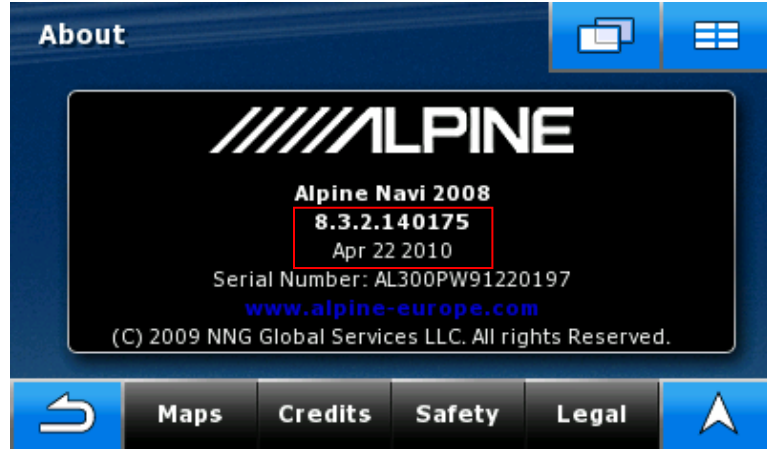 About
ALPINE
Alpine Navi 2008
8.3.2.140175
Apr 22 2010
Serial Number: AL300PW91220197
www.alpine-europe.com
(C) 2009 NNG Global Services LLC. All rights Reserved.
Maps
Credits
Safety
Legal